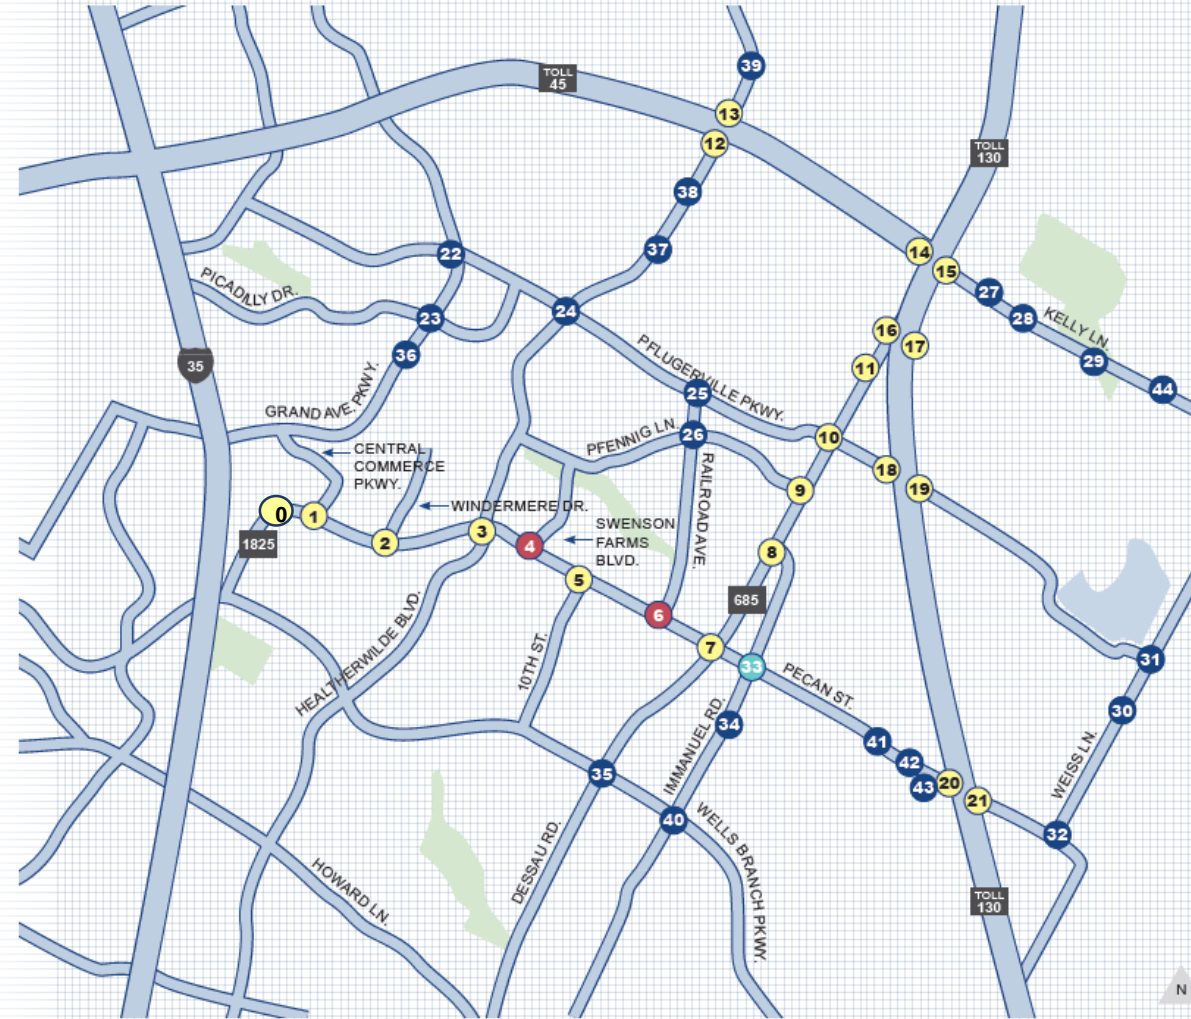 39
TOLL
45
13
12
TOLL
130
38
37
14
22
15
27
PICADILLY DR.
24
23
28
KELLY LN.
16
17
36
35
PFLUGERVILLE PKWY.
29
11
44
25
GRAND AVE. PKWY.
PFENNIG LN.
26
10
CENTRAL
COMMERCE
PKWY.
18
RAILROAD AVE.
9
19
0
1
WINDERMERE DR.
3
SWENSON
FARMS
BLVD.
1825
2
4
8
5
685
6
HEALTHERWILDE BLVD.
7
10TH ST.
33
31
PECAN ST.
IMMANUEL RD.
34
30
41
42
35
43
20
WEISS LN.
21
40
32
WELLS BRANCH PKWY.
DESSAU RD.
HOWARD LN.
TOLL
130
N